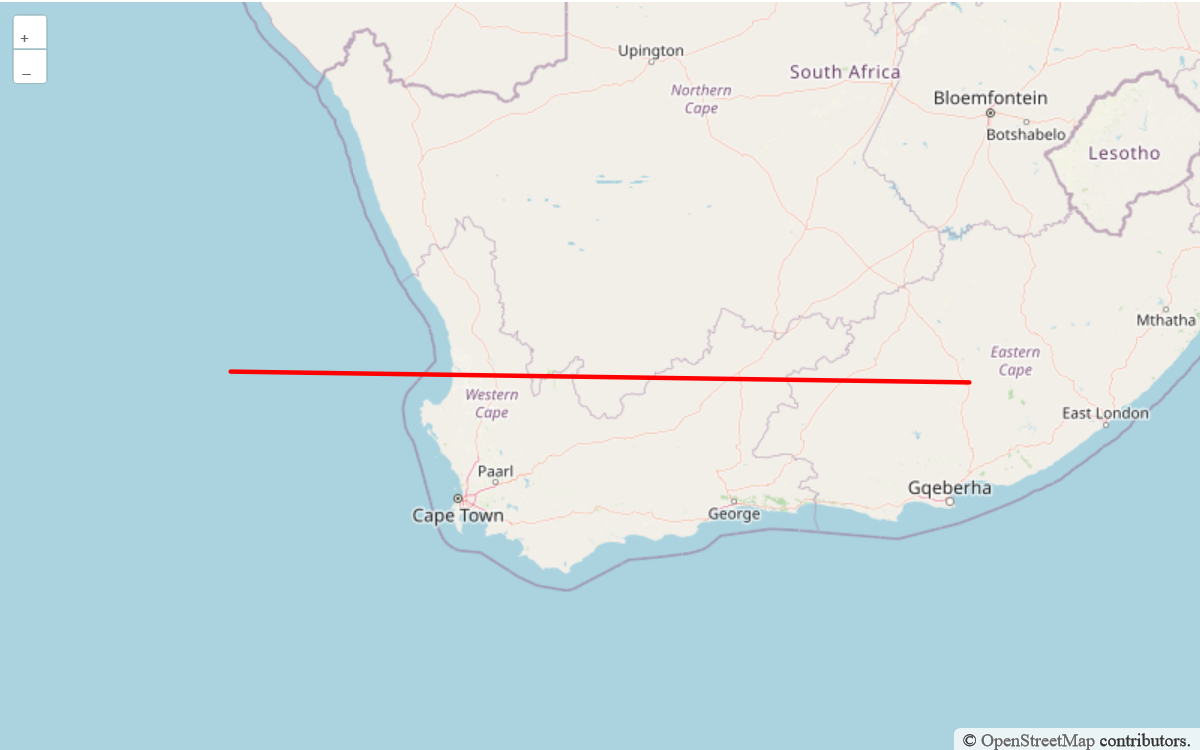 +
–
Upington
South Africa
Northern
Cape
Bloemfontein
Botshabelo
Lesotho
Mthatha
Eastern
Cape
Western
Cape
East London
Paarl
Gqeberha
Cape Town
George
© OpenStreetMap contributors.